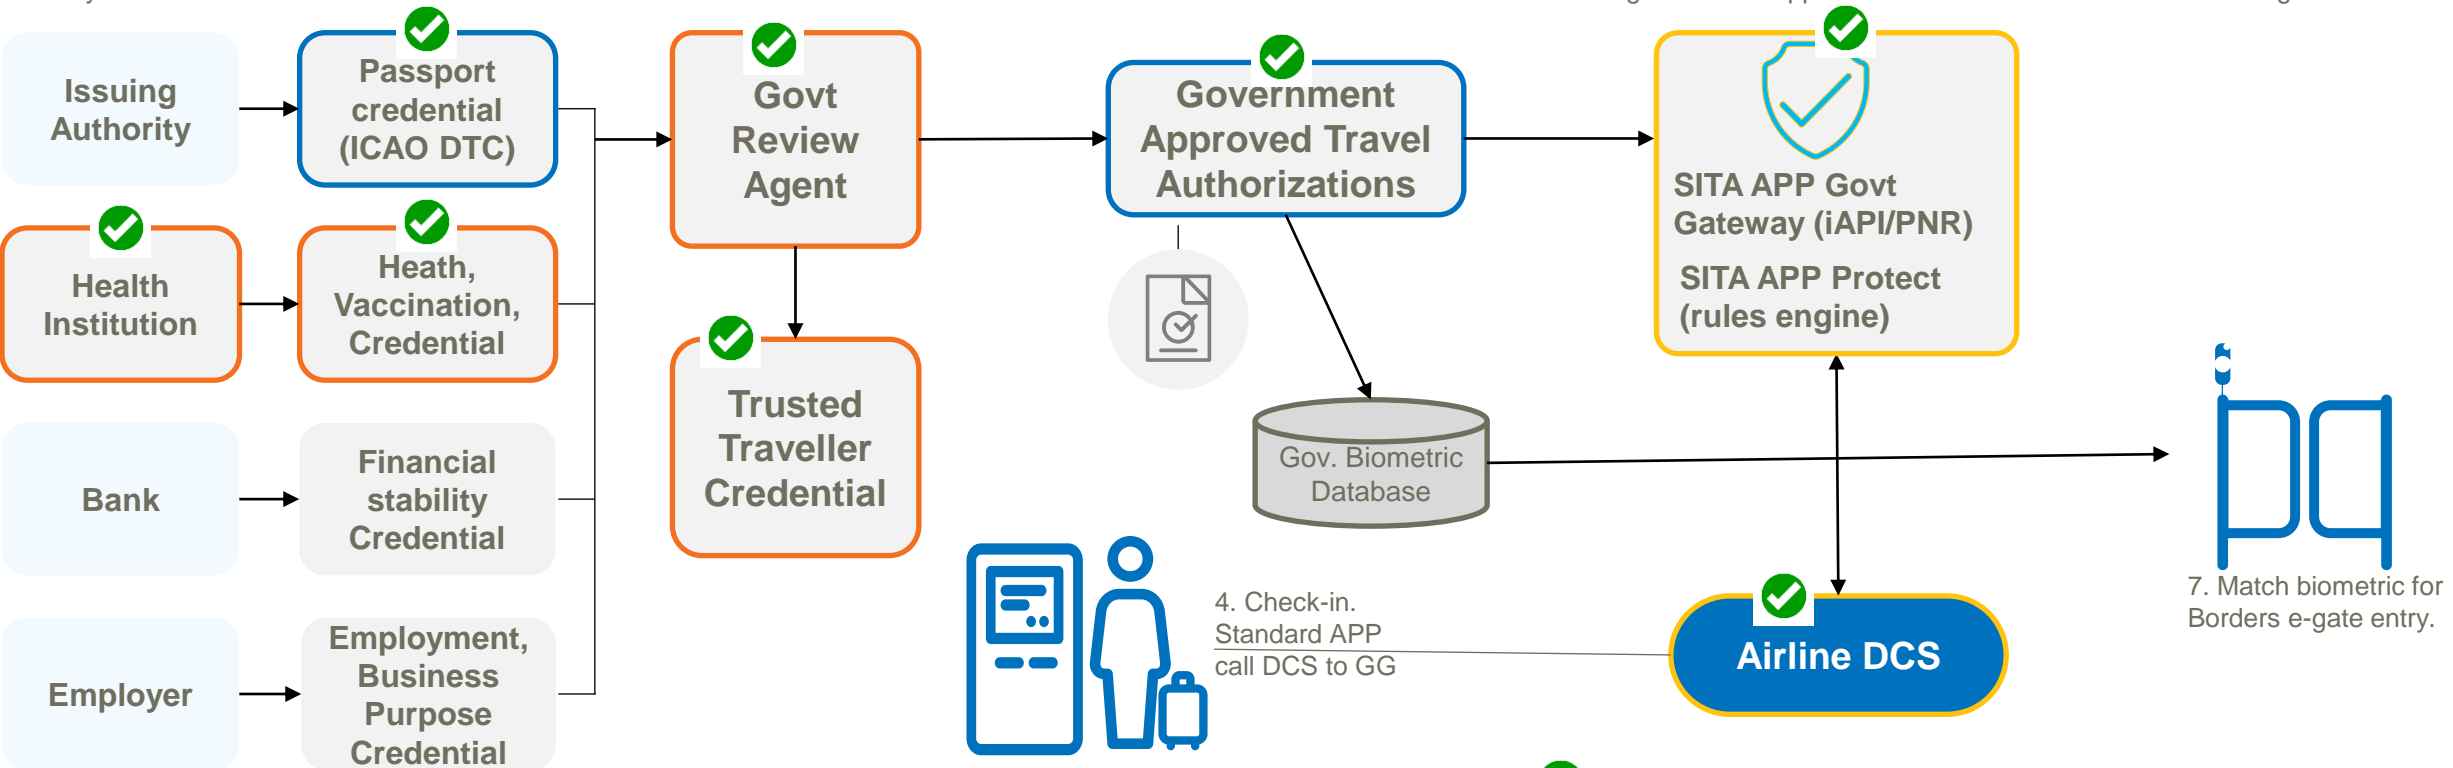 Issuing
Authority
Passport
credential
(ICAO DTC)
Govt
Review
Agent
Government
Approved Travel
Authorizations
SITA APP Govt
Gateway (iAPI/PNR)
SITA APP Protect
(rules engine)
Health
Institution
Heath,
Vaccination,
Credential
Trusted
Traveller
Credential
Gov. Biometric
Database
Bank
Financial
stability
Credential
Employer
Employment,
Business
Purpose
Credential
4. Check-in.
Standard APP
call DCS to GG
Airline DCS
7. Match biometric for
Borders e-gate entry.